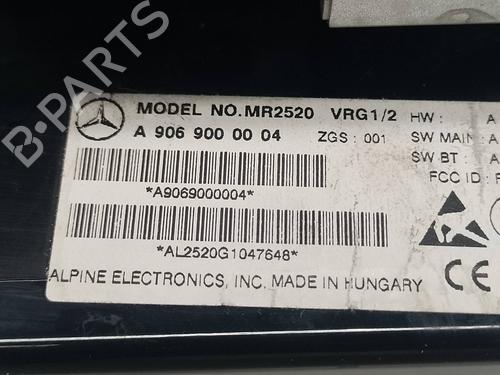 MODEL NO.MR2520 VRG1/2 HW : A
A 906 900 00 04 ZGS : 001 SW MAIN : A
SW BT : A
FCC ID :
*A9069000004*
*AL2520G1047648*
ALPINE ELECTRONICS, INC. MADE IN HUNGARY CE
B-PARTS